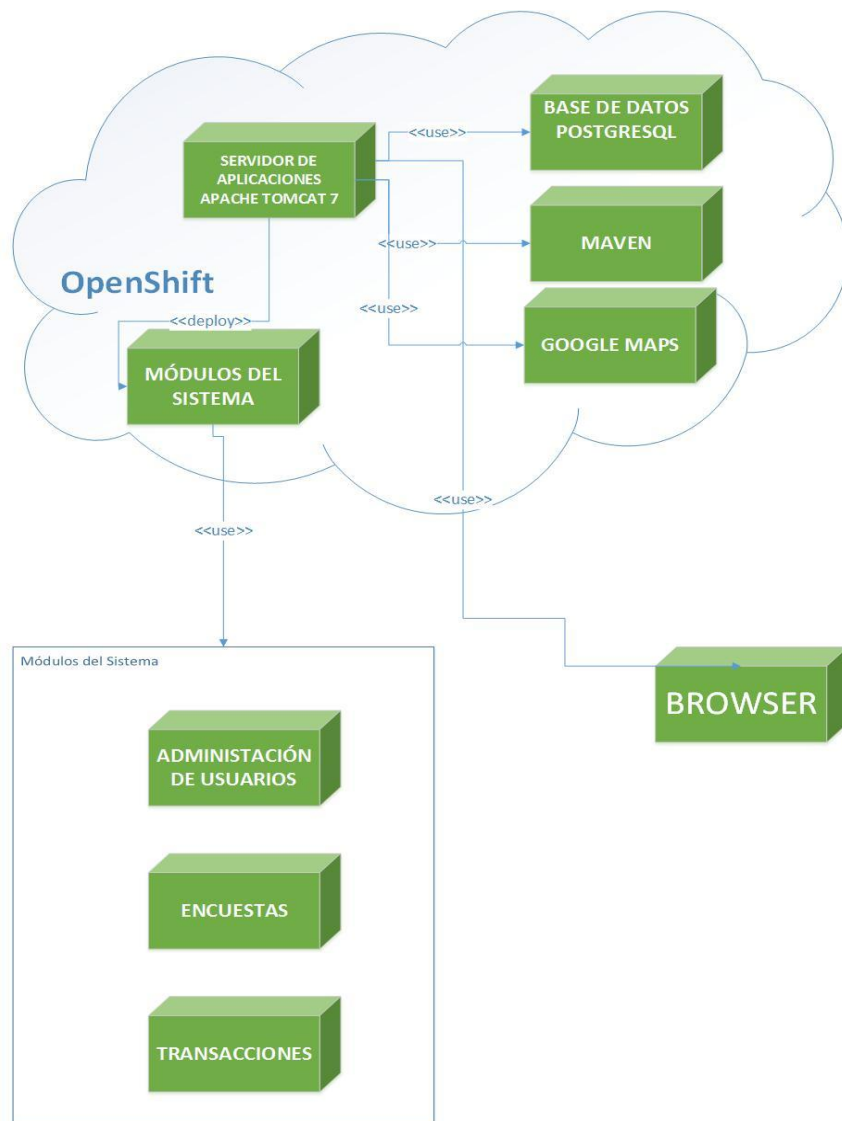 BASE DE DATOS
POSTGRESQL
<<use>>
SERVIDOR DE
APLICACIONES
APACHE TOMCAT 7
<<use>>
MAVEN
OpenShift
<<use>>
<<deploy>>
GOOGLE MAPS
MÓDULOS DEL
SISTEMA
<<use>>
<<use>>
Módulos del Sistema
BROWSER
ADMINISTACIÓN
DE USUARIOS
ENCUESTAS
TRANSACCIONES